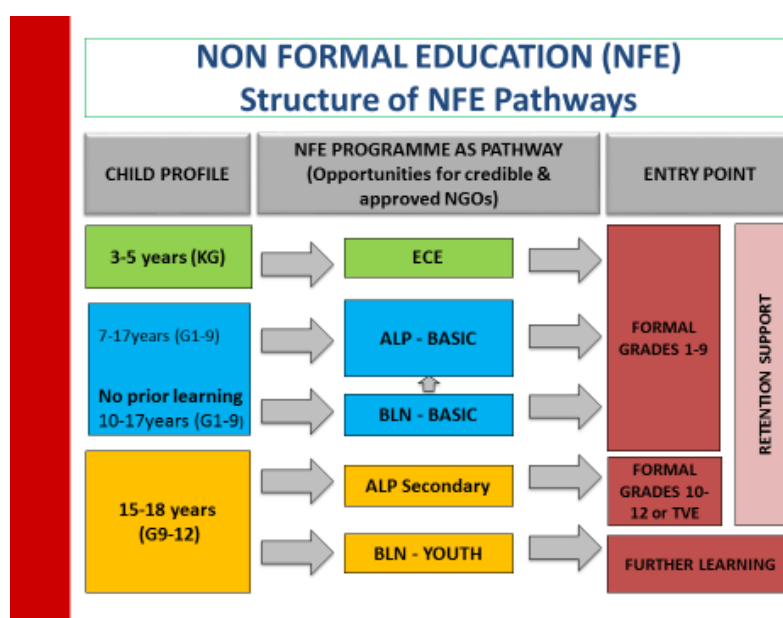 NON FORMAL EDUCATION (NFE)
Structure of NFE Pathways
CHILD PROFILE
NFE PROGRAMME AS PATHWAY
(Opportunities for credible &
approved NGOs)
ENTRY POINT
3-5 years (KG)
ECE
7-17years (G1-9)
ALP - BASIC
FORMAL
GRADES 1-9
No prior learning
10-17years (G1-9)
BLN - BASIC
15-18 years
(G9-12)
ALP Secondary
FORMAL
GRADES 10-
12 or TVE
BLN - YOUTH
FURTHER LEARNING
RETENTION SUPPORT